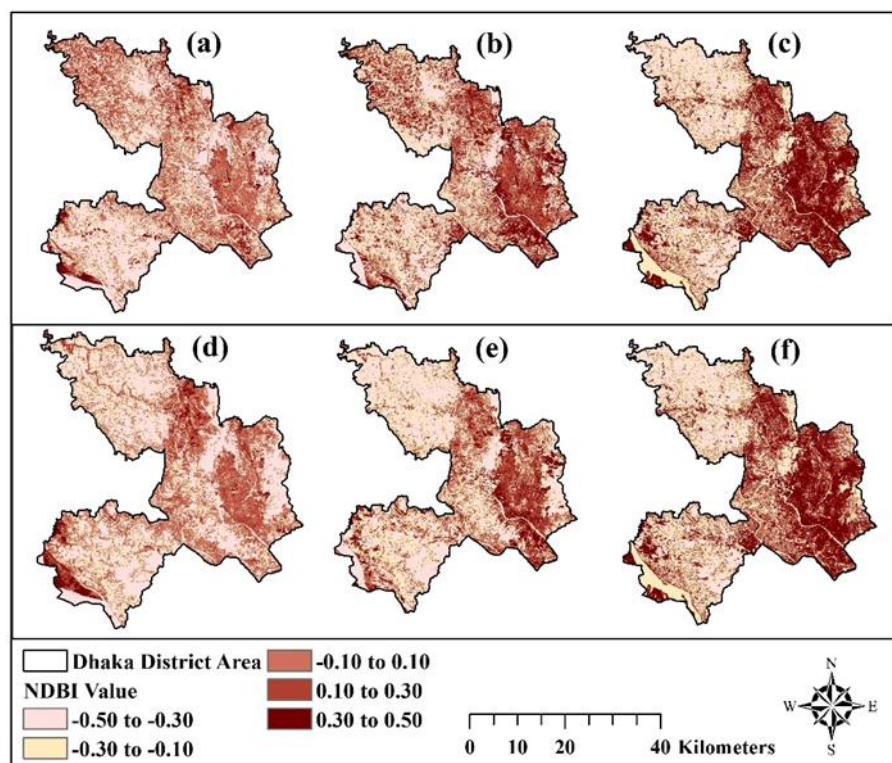 (a) (b) (c)
(d) (e) (f)
Dhaka District Area
NDBI Value
-0.50 to -0.30
-0.30 to -0.10
-0.10 to 0.10
0.10 to 0.30
0.30 to 0.50
0 10 20 40 Kilometers
N
W E
S